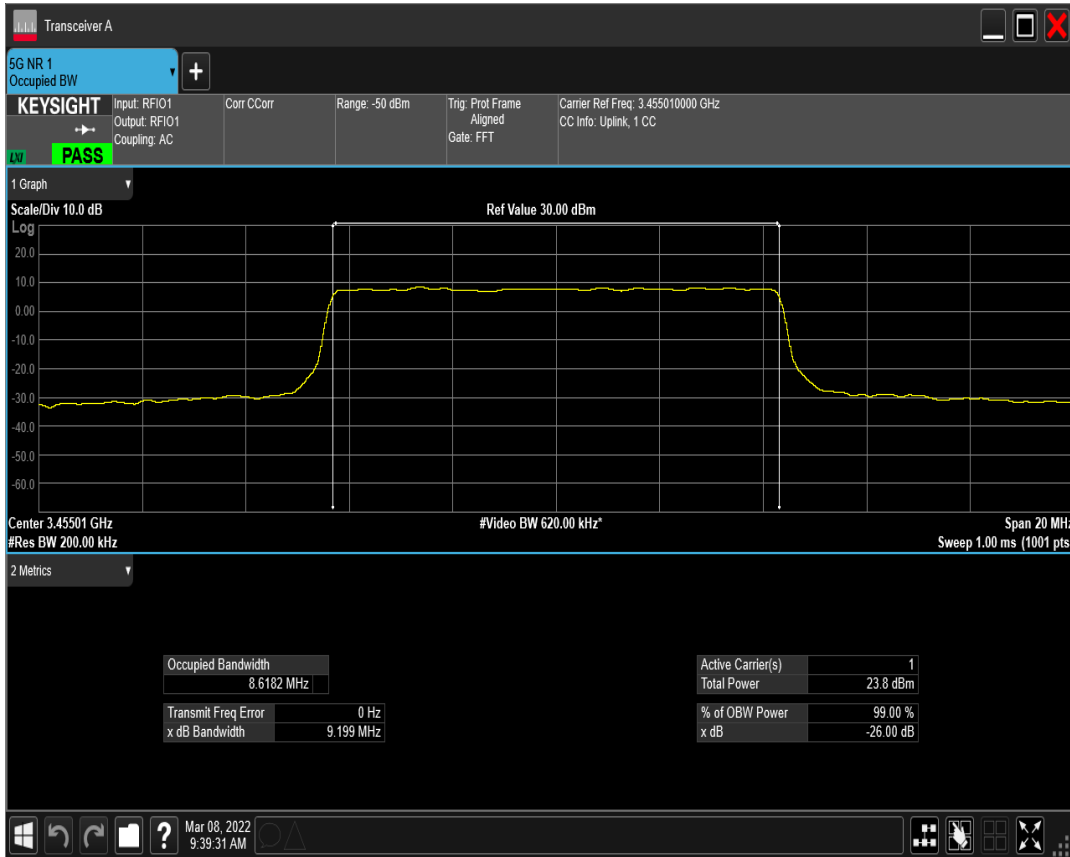 Transceiver A
5G NR 1
Occupied BW
KEYSIGHT
LXI
PASS
Input: RFIO1
Output: RFIO1
Coupling: AC
Corr CCorr
Range: -50 dBm
Trig: Prot Frame
Aligned
Gate: FFT
Carrier Ref Freq: 3.455010000 GHz
CC Info: Uplink, 1 CC
1 Graph
Scale/Div 10.0 dB
Ref Value 30.00 dBm
Log
20.0
10.0
0.00
-10.0
-20.0
-30.0
-40.0
-50.0
-60.0
Center 3.45501 GHz
#Video BW 620.00 kHz*
Span 20 MHz
#Res BW 200.00 kHz
Sweep 1.00 ms (1001 pts
2 Metrics
Occupied Bandwidth
8.6182 MHz
Transmit Freq Error 0 Hz
x dB Bandwidth 9.199 MHz
Active Carrier(s) 1
Total Power 23.8 dBm
% of OBW Power 99.00 %
x dB -26.00 dB
?
Mar 08, 2022
9:39:31 AM